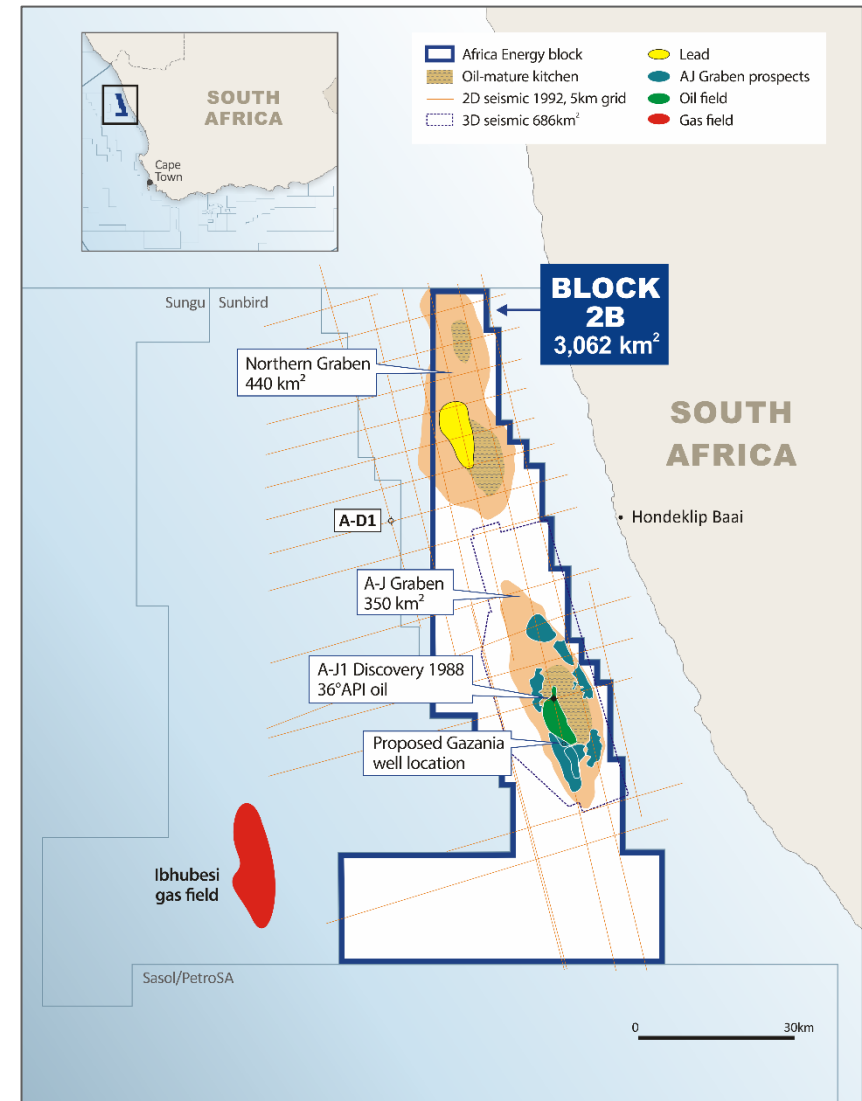 SOUTH
AFRICA
Cape
Town
Africa Energy block
Oil-mature kitchen
2D seismic 1992, 5km grid
3D seismic 686km²
Lead
AJ Graben prospects
Oil field
Gas field
Sungu
Sunbird
BLOCK
2B
3,062 km²
Northern Graben
440 km²
SOUTH
AFRICA
A-D1
Hondeklip Baai
A-J Graben
350 km²
A-J1 Discovery 1988
36°API oil
Proposed Gazania
well location
Ibhubesi
gas field
Sasol/PetroSA
0
30km